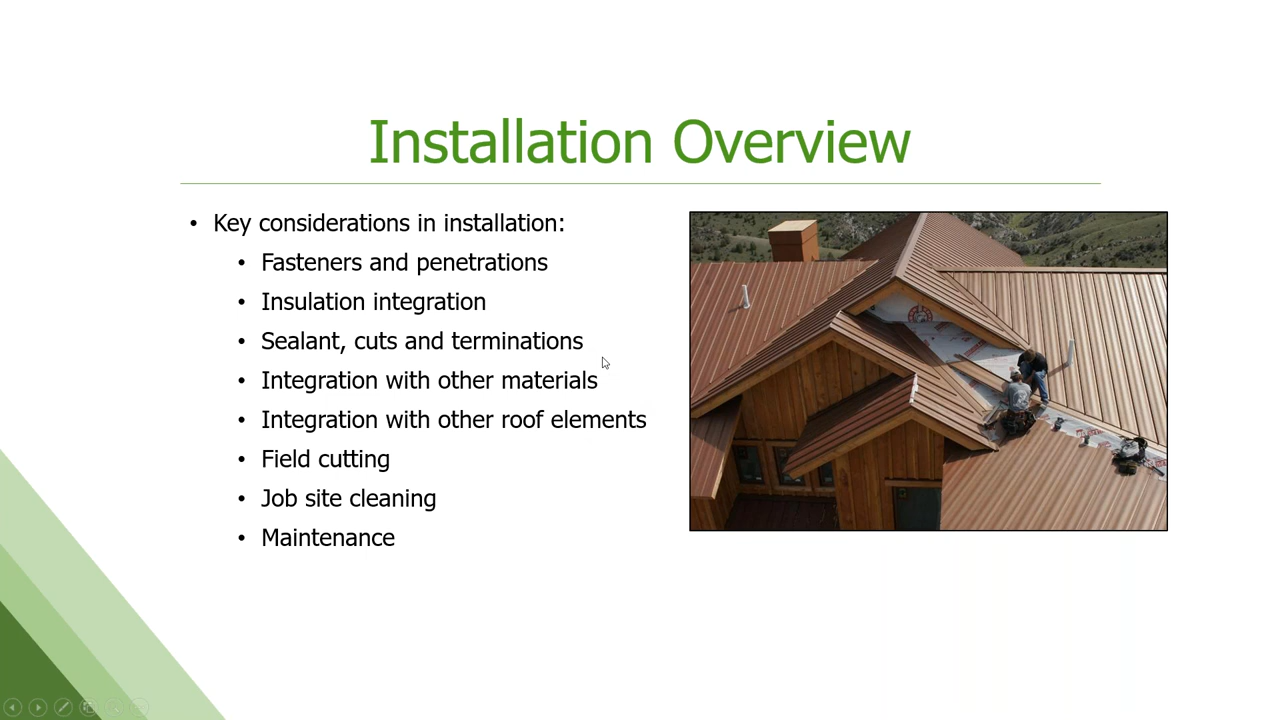 Installation Overview
• Key considerations in installation:
• Fasteners and penetrations
• Insulation integration
• Sealant, cuts and terminations
• Integration with other materials
• Integration with other roof elements
• Field cutting
• Job site cleaning
• Maintenance